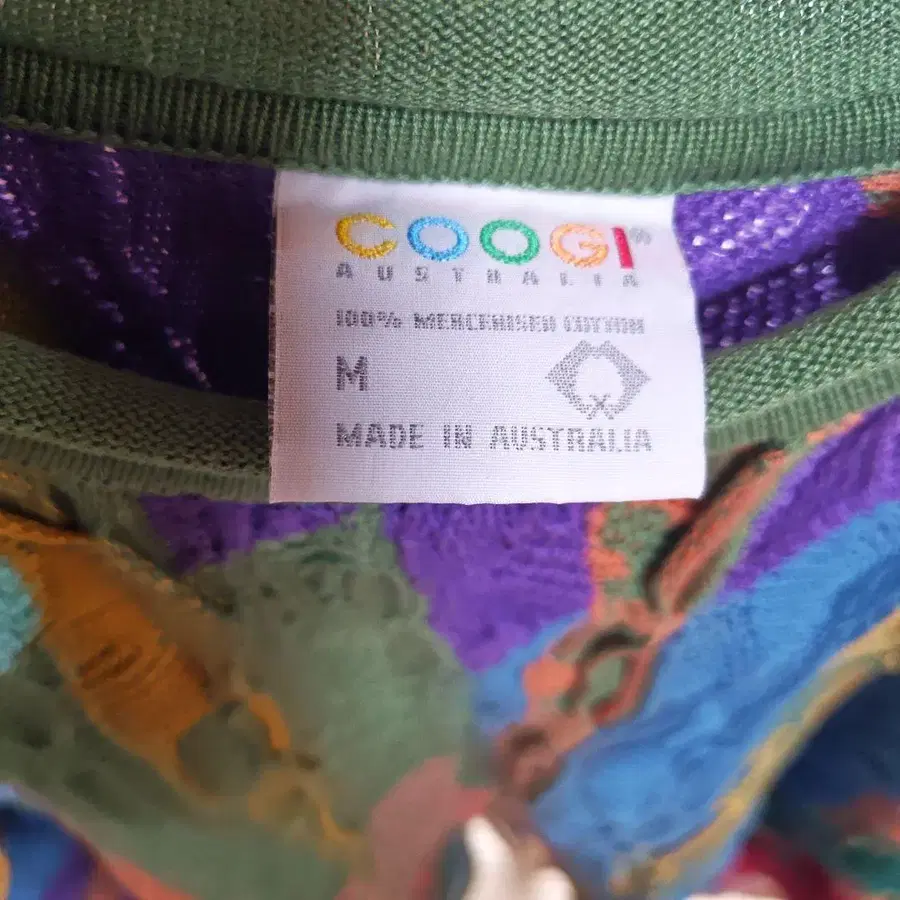 COOGI®
AUSTRALIA
100% MERCERISED COTTON
M
MADE IN AUSTRALIA